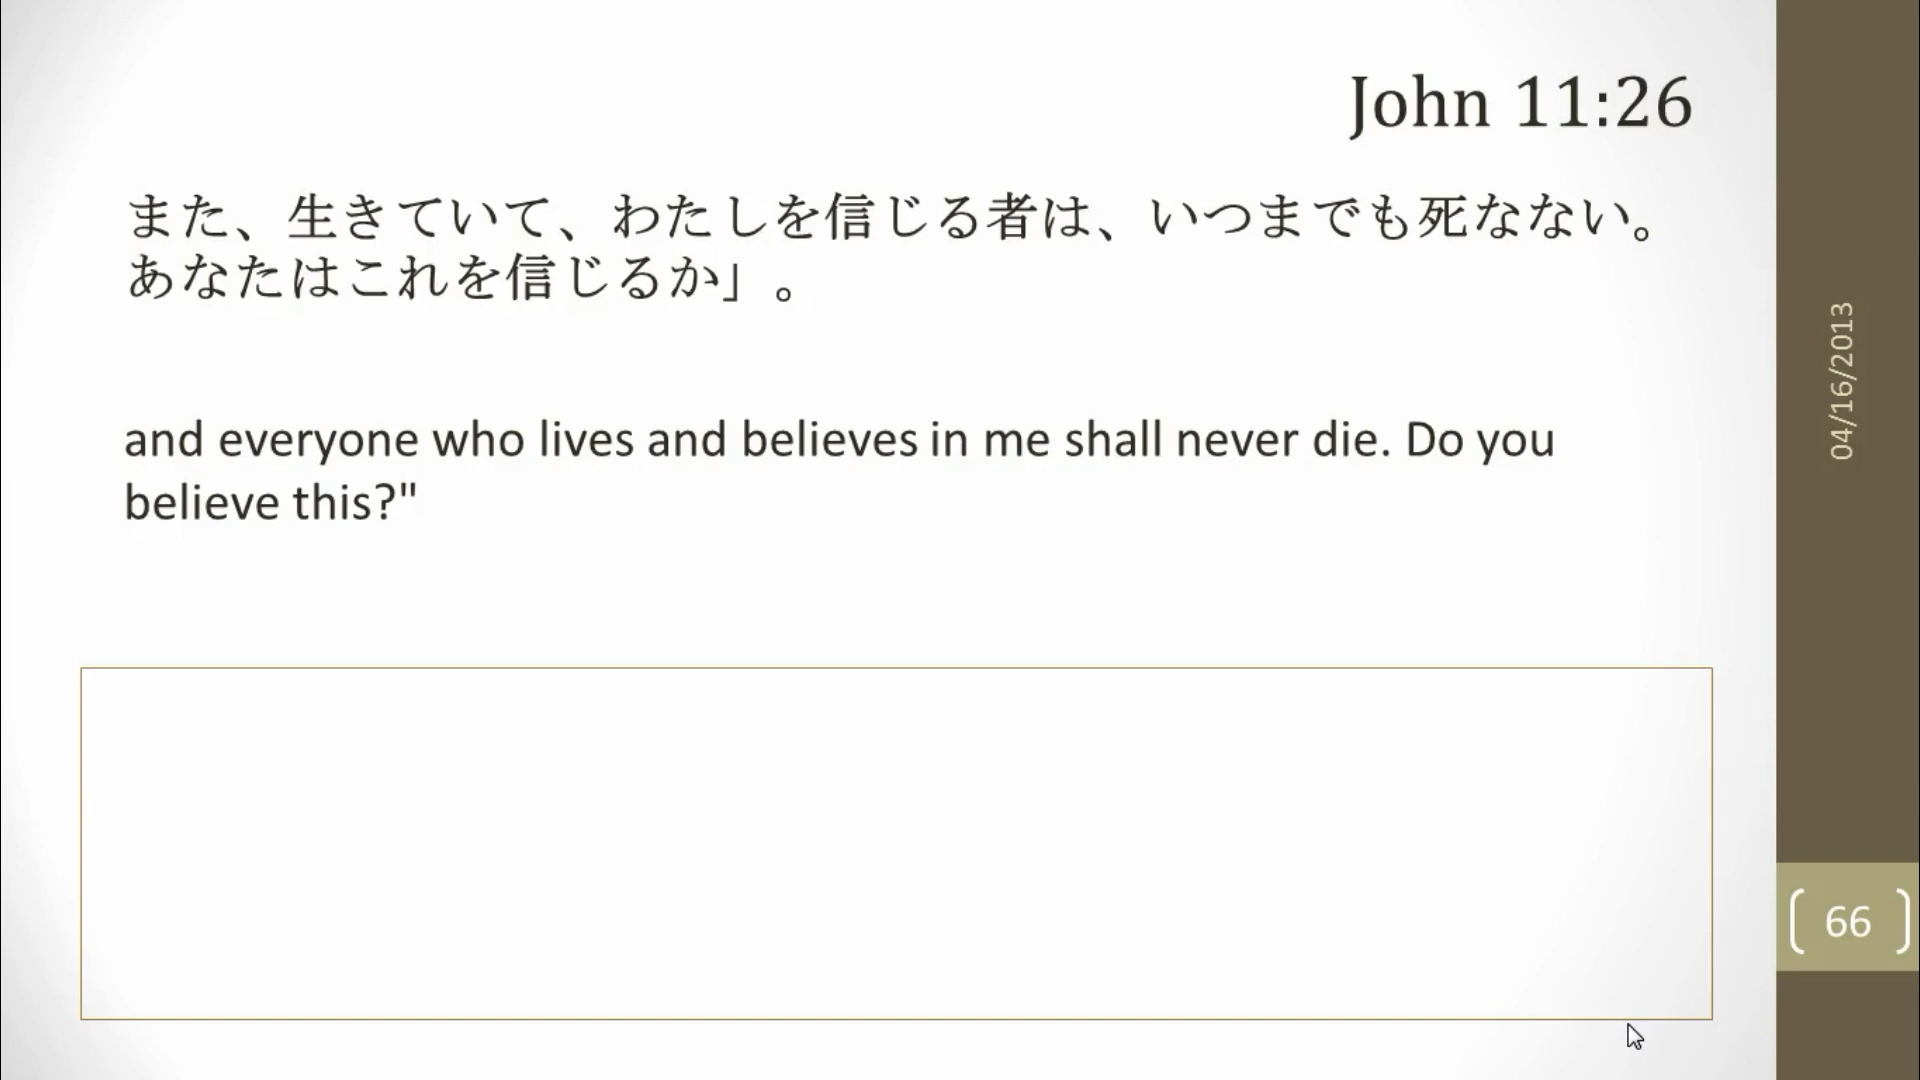 John 11:26
また、生きていて、わたしを信じる者は、いつまでも死なない。
あなたはこれを信じるか」。
and everyone who lives and believes in me shall never die. Do you
believe this?"
04/16/2013
66